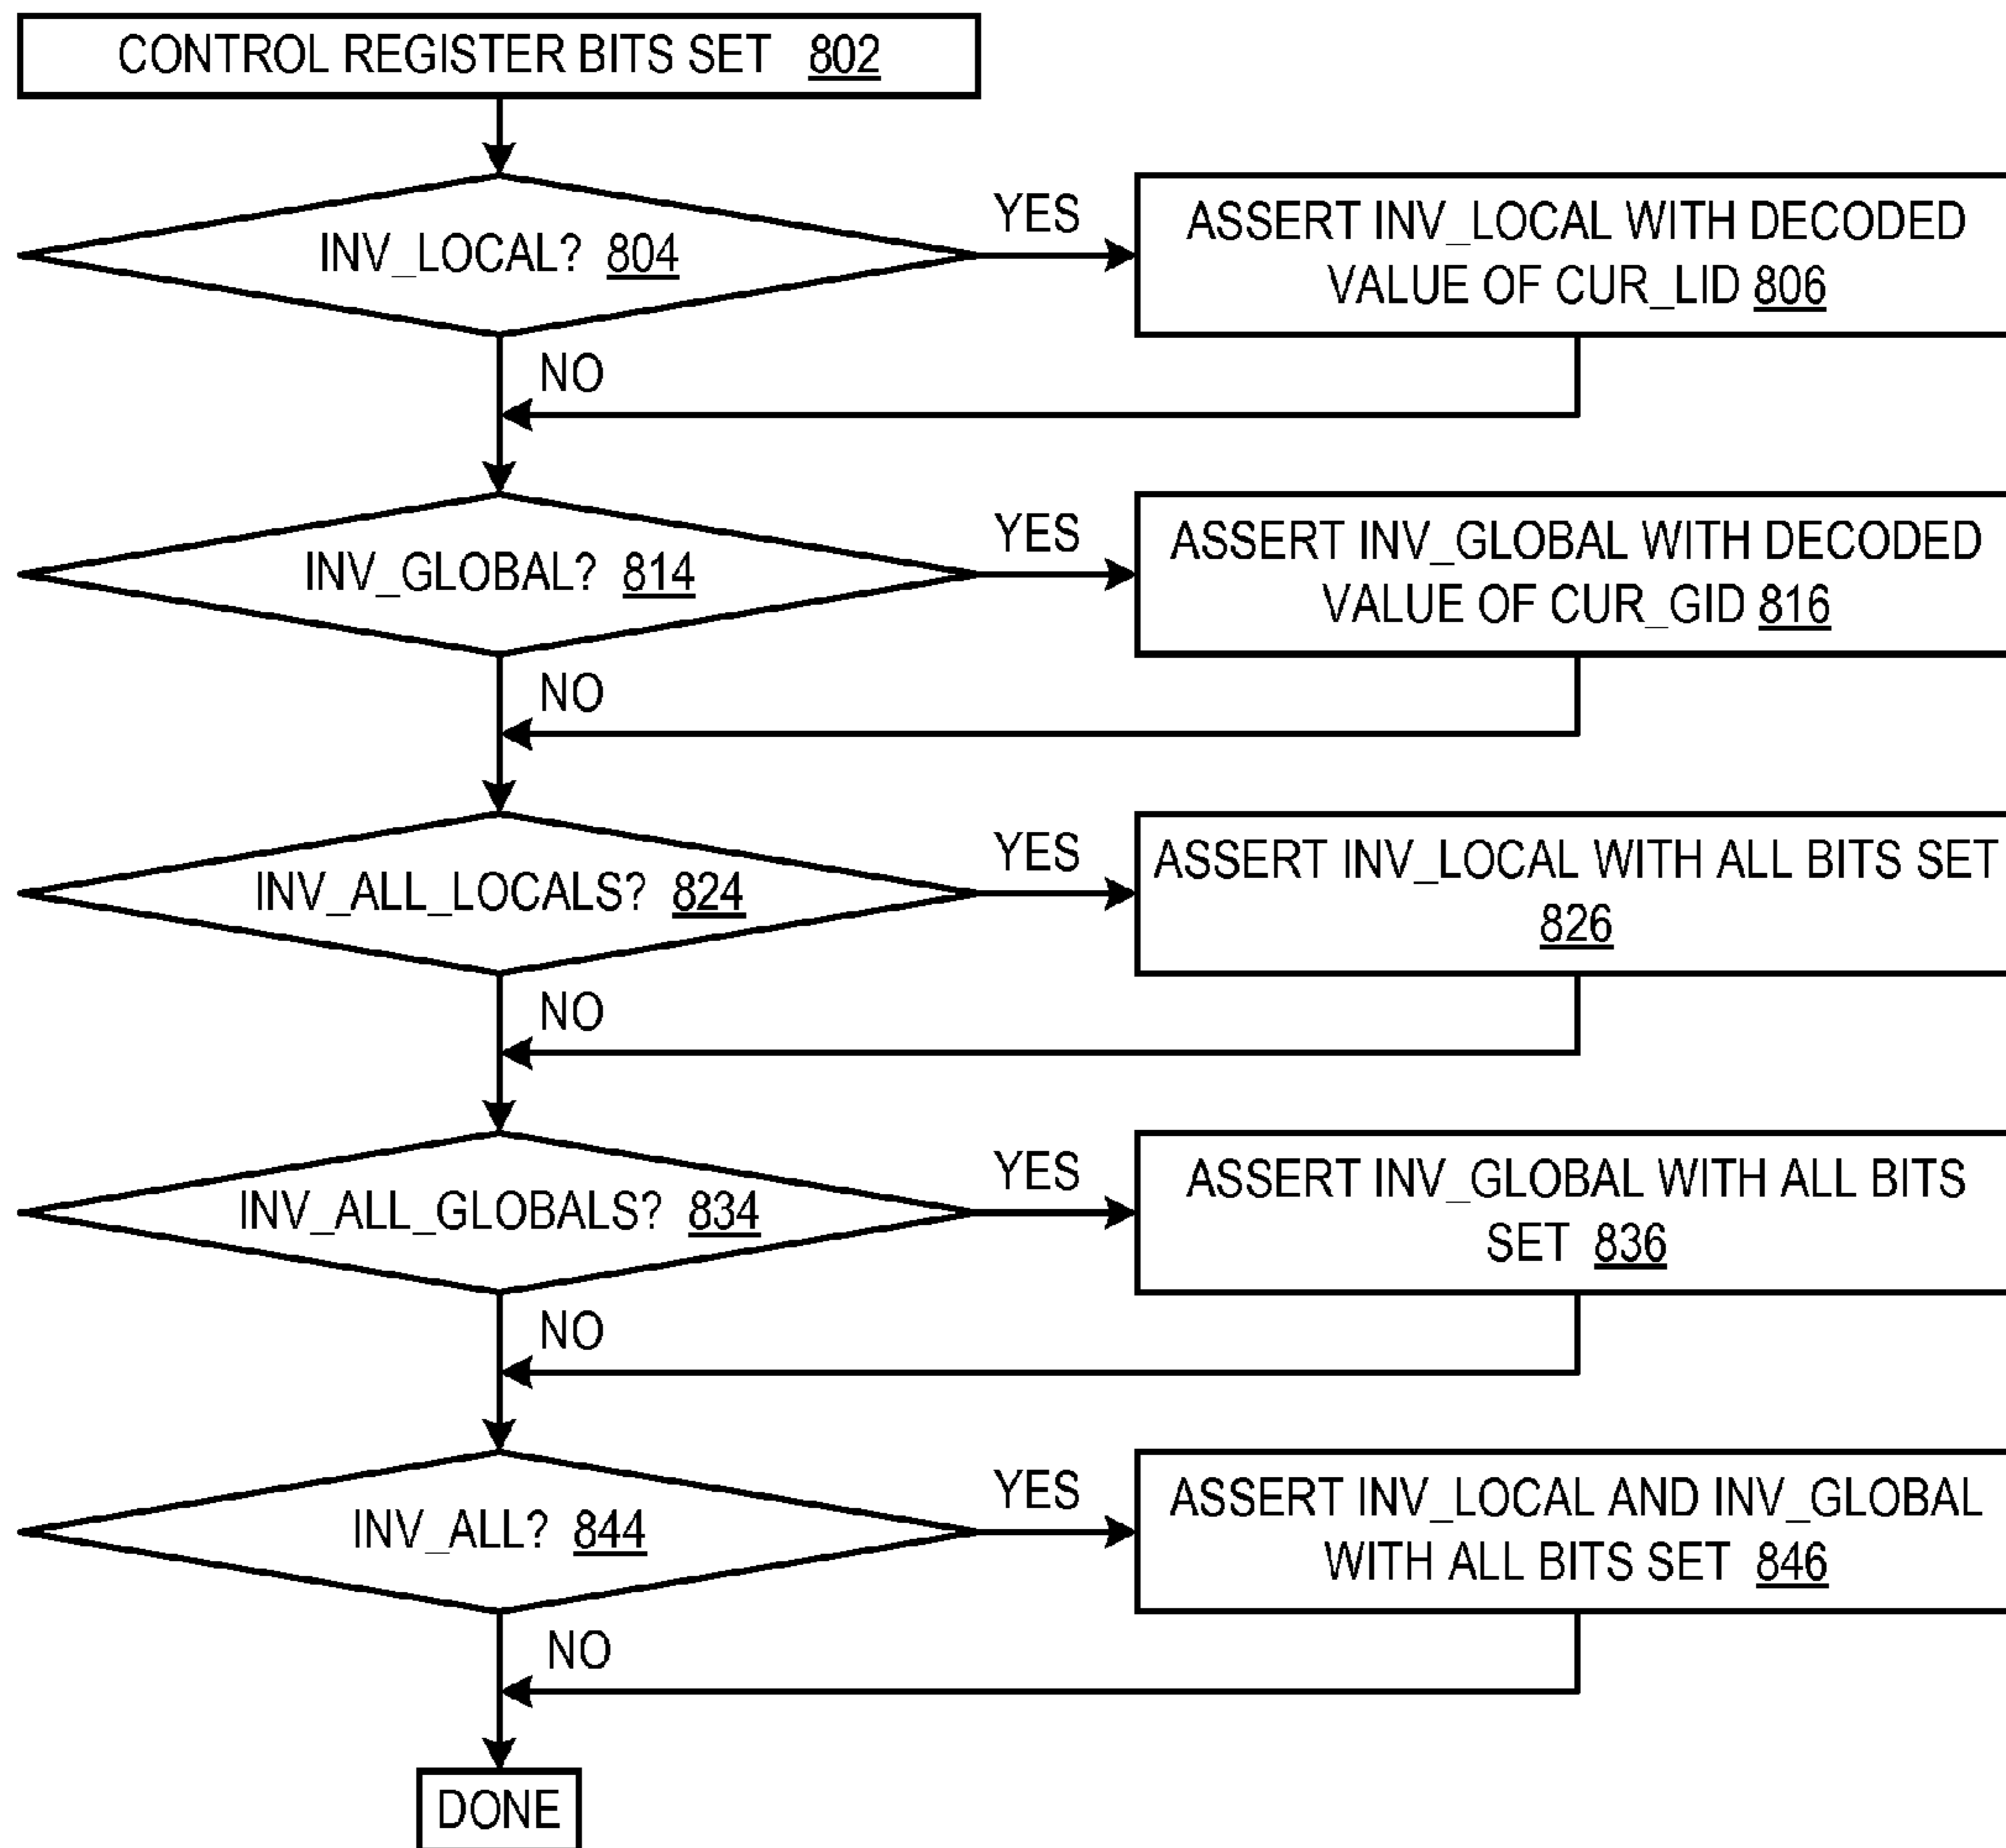 CONTROL REGISTER BITS SET 802
INV_LOCAL? 804
YES
ASSERT INV_LOCAL WITH DECODED
VALUE OF CUR_LID 806
NO
INV_GLOBAL? 814
YES
ASSERT INV_GLOBAL WITH DECODED
VALUE OF CUR_GID 816
NO
INV_ALL_LOCALS? 824
YES
ASSERT INV_LOCAL WITH ALL BITS SET
826
NO
INV_ALL_GLOBALS? 834
YES
ASSERT INV_GLOBAL WITH ALL BITS
SET 836
NO
INV_ALL? 844
YES
ASSERT INV_LOCAL AND INV_GLOBAL
WITH ALL BITS SET 846
NO
DONE